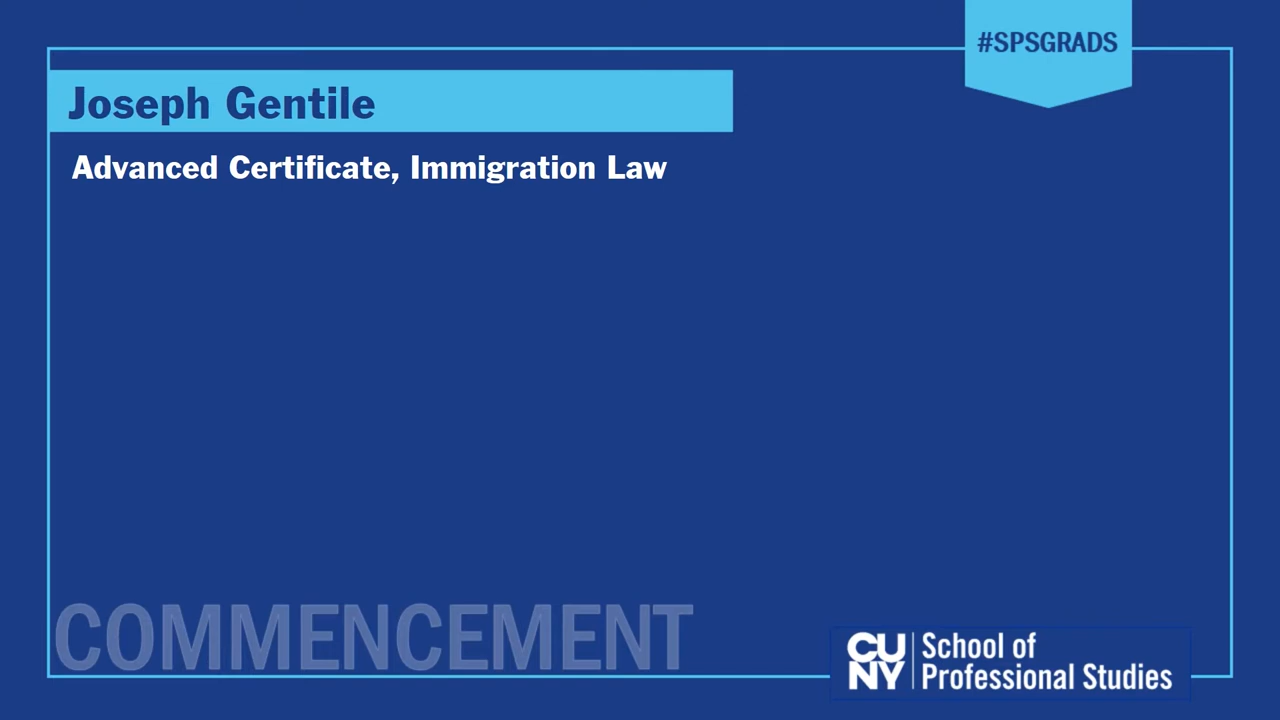 #SPSGRADS
Joseph Gentile
Advanced Certificate, Immigration Law
COMMENCEMENT
CUNY
School of
Professional Studies